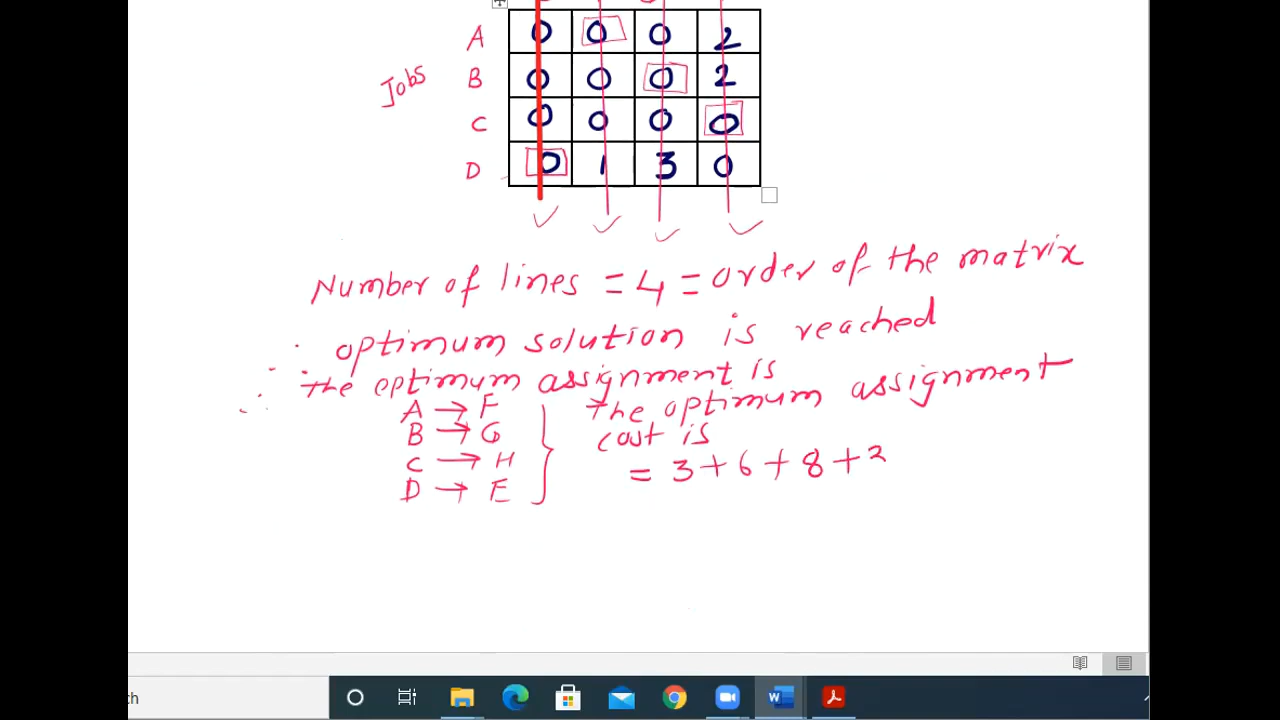 A 0 0 0 2
Jobs B 0 0 0 2
C 0 0 0 0
D 0 1 3 0
Number of lines = 4 = order of the matrix
optimum solution is reached
∴ the optimum assignment is
A → F
B → G
C → H
D → E
The optimum assignment
cost is
= 3 + 6 + 8 + 2
ch